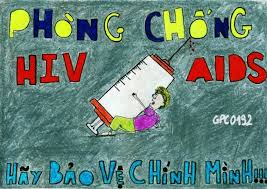 PHÒNG CHỐNG
HIV AIDS
GPC0192
HÃY BẢO VỆ CHÍNH MÌNH!!!